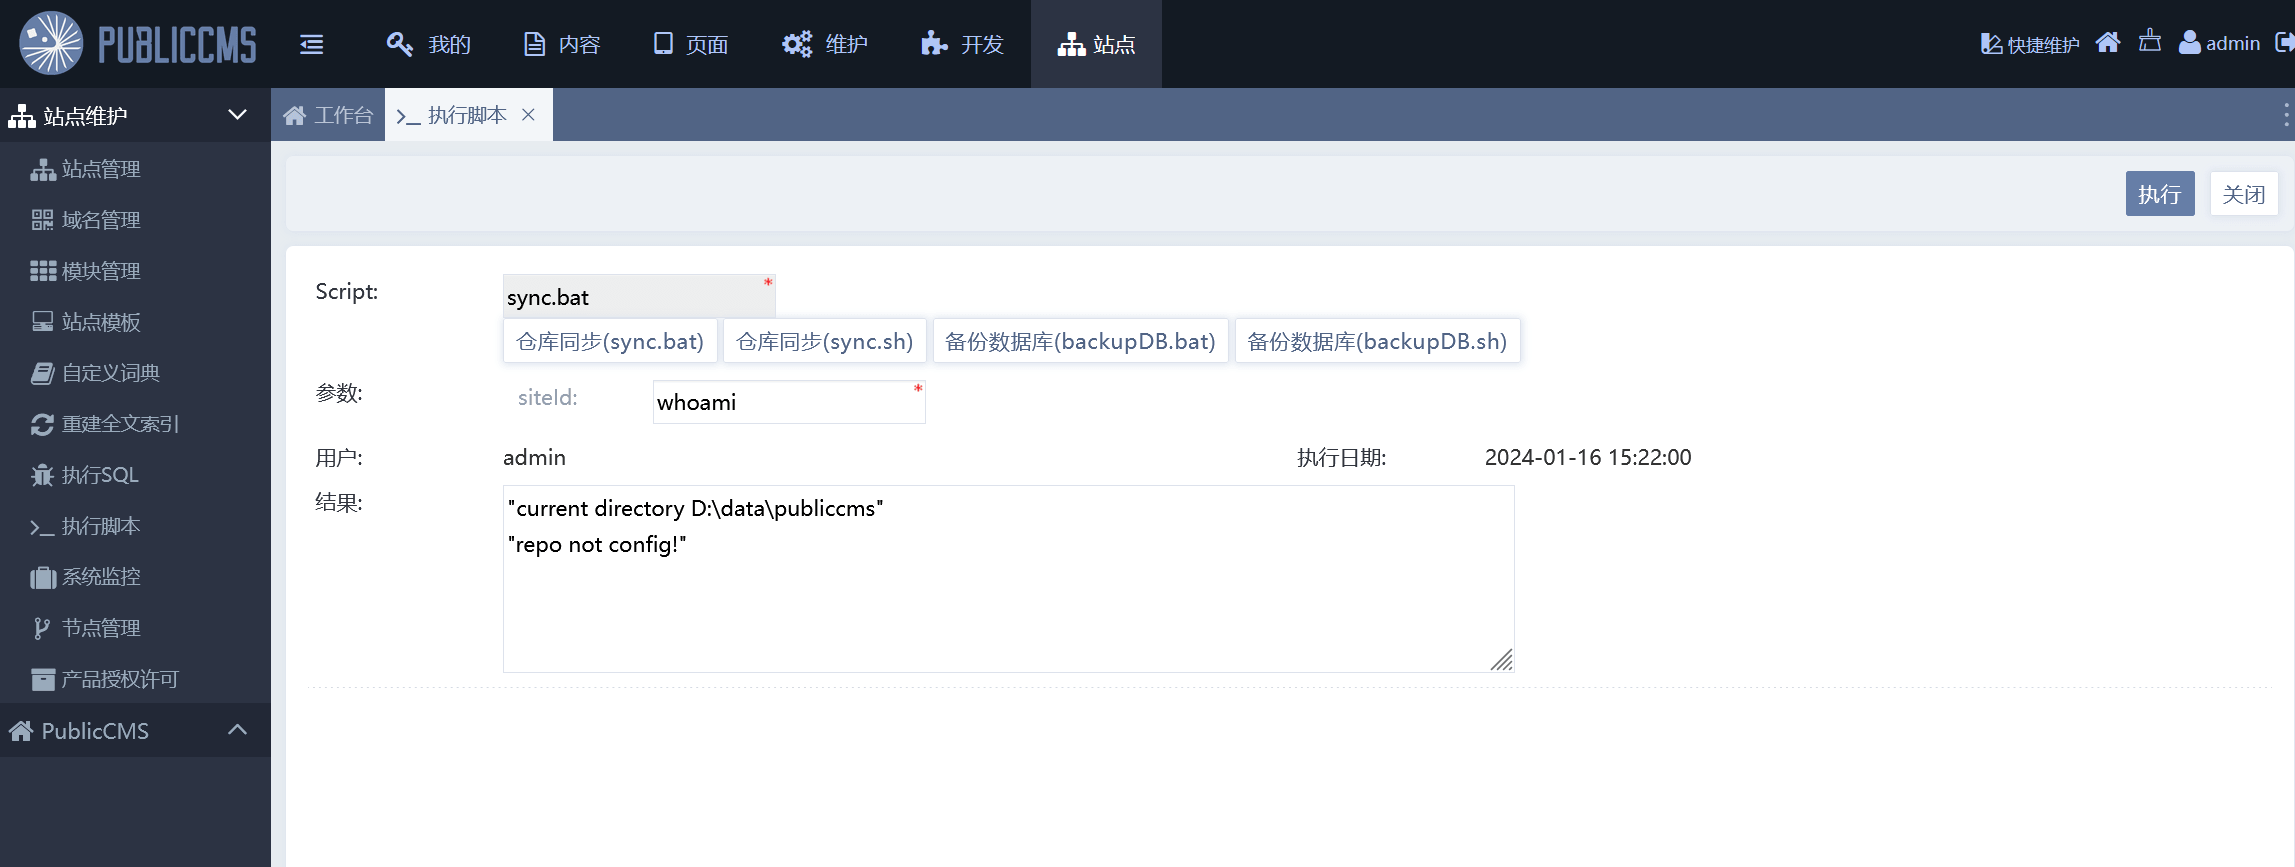 PUBLICCMS
我的
内容
页面
维护
开发
站点
快捷维护
admin
站点维护
工作台
执行脚本
站点管理
域名管理
模块管理
站点模板
自定义词典
重建全文索引
执行SQL
执行脚本
系统监控
节点管理
产品授权许可
PublicCMS
执行
关闭
Script:
sync.bat
*
仓库同步(sync.bat)
仓库同步(sync.sh)
备份数据库(backupDB.bat)
备份数据库(backupDB.sh)
参数:
siteId:
whoami
*
用户:
admin
执行日期:
2024-01-16 15:22:00
结果:
"current directory D:\data\publiccms"
"repo not config!"